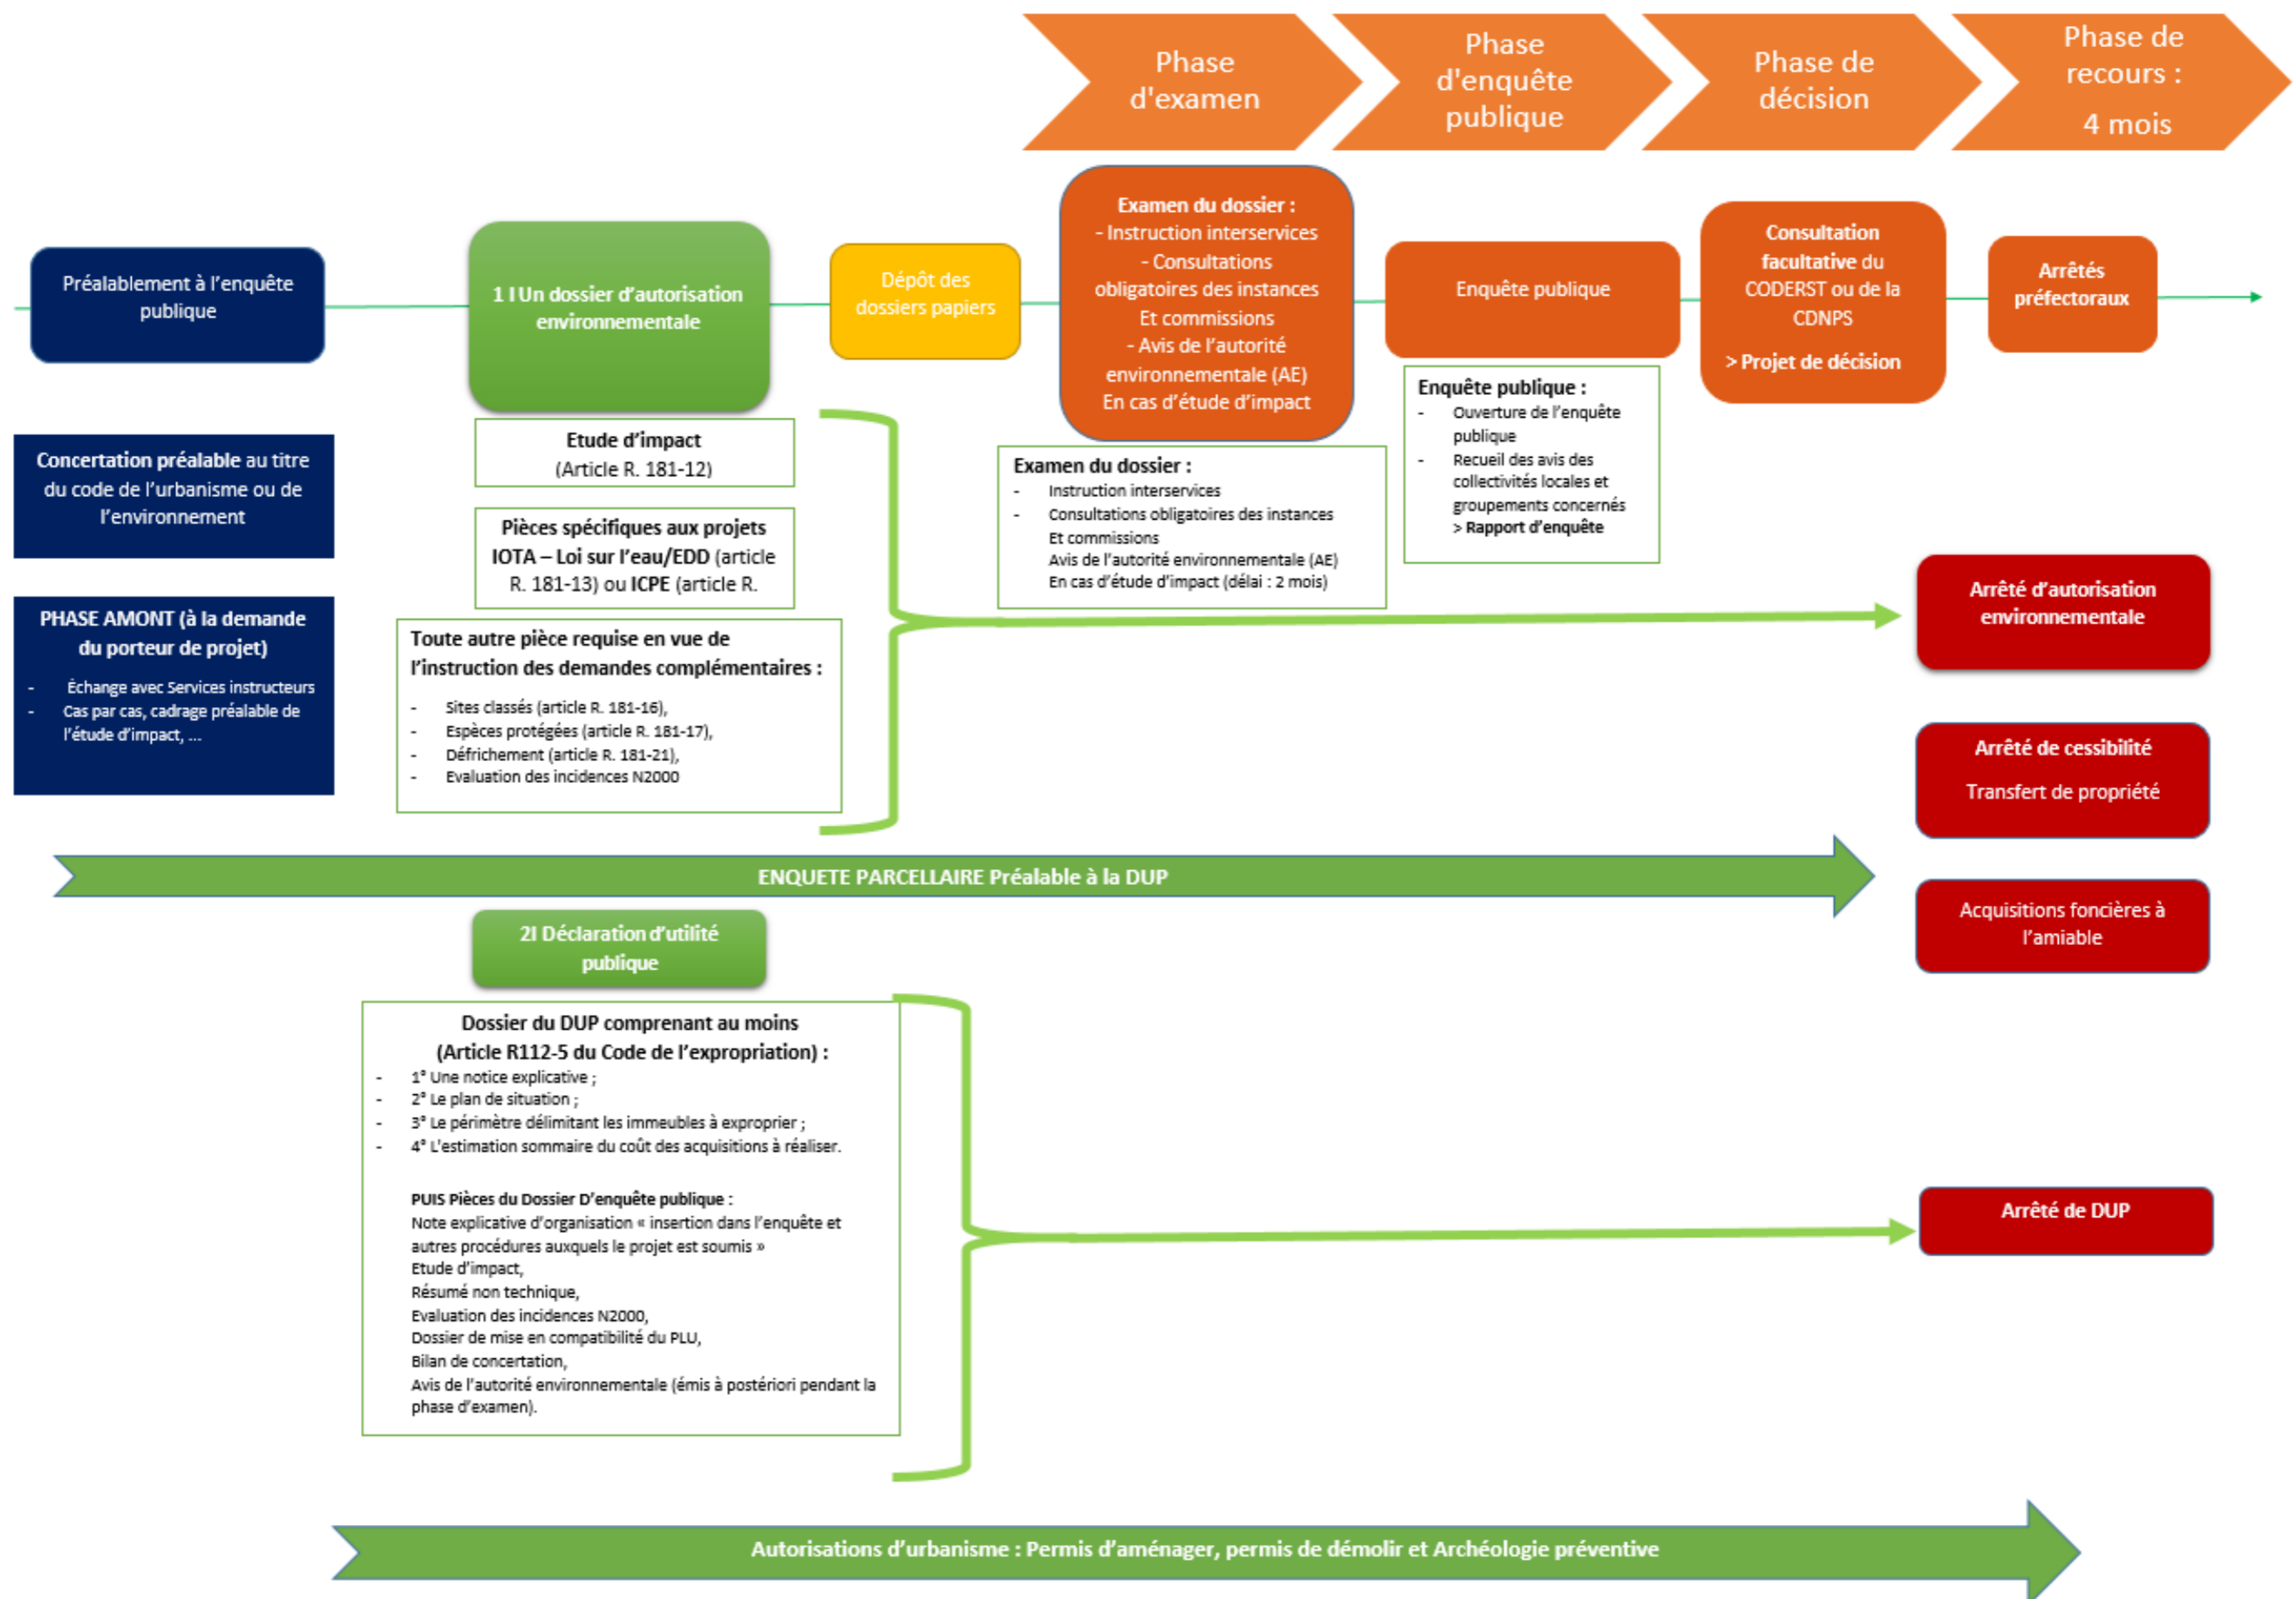 Phase
d'examen
Phase
d'enquête
publique
Phase de
décision
Phase de
recours :
4 mois
Préalablement à l'enquête
publique
1 I Un dossier d'autorisation
environnementale
Dépôt des
dossiers papiers
Examen du dossier :
- Instruction interservices
- Consultations
obligatoires des instances
Et commissions
- Avis de l'autorité
environnementale (AE)
En cas d'étude d'impact
Enquête publique
Consultation
facultative du
CODERST ou de la
CDNPS
> Projet de décision
Arrêtés
préfectoraux
Concertation préalable au titre
du code de l'urbanisme ou de
l'environnement
PHASE AMONT (à la demande
du porteur de projet)
- Échange avec Services instructeurs
- Cas par cas, cadrage préalable de
l'étude d'impact, ...
Etude d'impact
(Article R. 181-12)
Pièces spécifiques aux projets
IOTA – Loi sur l'eau/EDD (article
R. 181-13) ou ICPE (article R.
Toute autre pièce requise en vue de
l'instruction des demandes complémentaires :
- Sites classés (article R. 181-16),
- Espèces protégées (article R. 181-17),
- Défrichement (article R. 181-21),
- Evaluation des incidences N2000
Examen du dossier :
- Instruction interservices
- Consultations obligatoires des instances
Et commissions
Avis de l'autorité environnementale (AE)
En cas d'étude d'impact (délai : 2 mois)
Enquête publique :
- Ouverture de l'enquête
publique
- Recueil des avis des
collectivités locales et
groupements concernés
> Rapport d'enquête
Arrêté d'autorisation
environnementale
Arrêté de cessibilité
Transfert de propriété
ENQUETE PARCELLAIRE Préalable à la DUP
Acquisitions foncières à
l'amiable
2I Déclaration d'utilité
publique
Dossier du DUP comprenant au moins
(Article R112-5 du Code de l'expropriation) :
- 1° Une notice explicative ;
- 2° Le plan de situation ;
- 3° Le périmètre délimitant les immeubles à exproprier ;
- 4° L'estimation sommaire du coût des acquisitions à réaliser.
PUIS Pièces du Dossier D'enquête publique :
Note explicative d'organisation « insertion dans l'enquête et
autres procédures auxquels le projet est soumis »
Etude d'impact,
Résumé non technique,
Evaluation des incidences N2000,
Dossier de mise en compatibilité du PLU,
Bilan de concertation,
Avis de l'autorité environnementale (émis à postériori pendant la
phase d'examen).
Arrêté de DUP
Autorisations d'urbanisme : Permis d'aménager, permis de démolir et Archéologie préventive